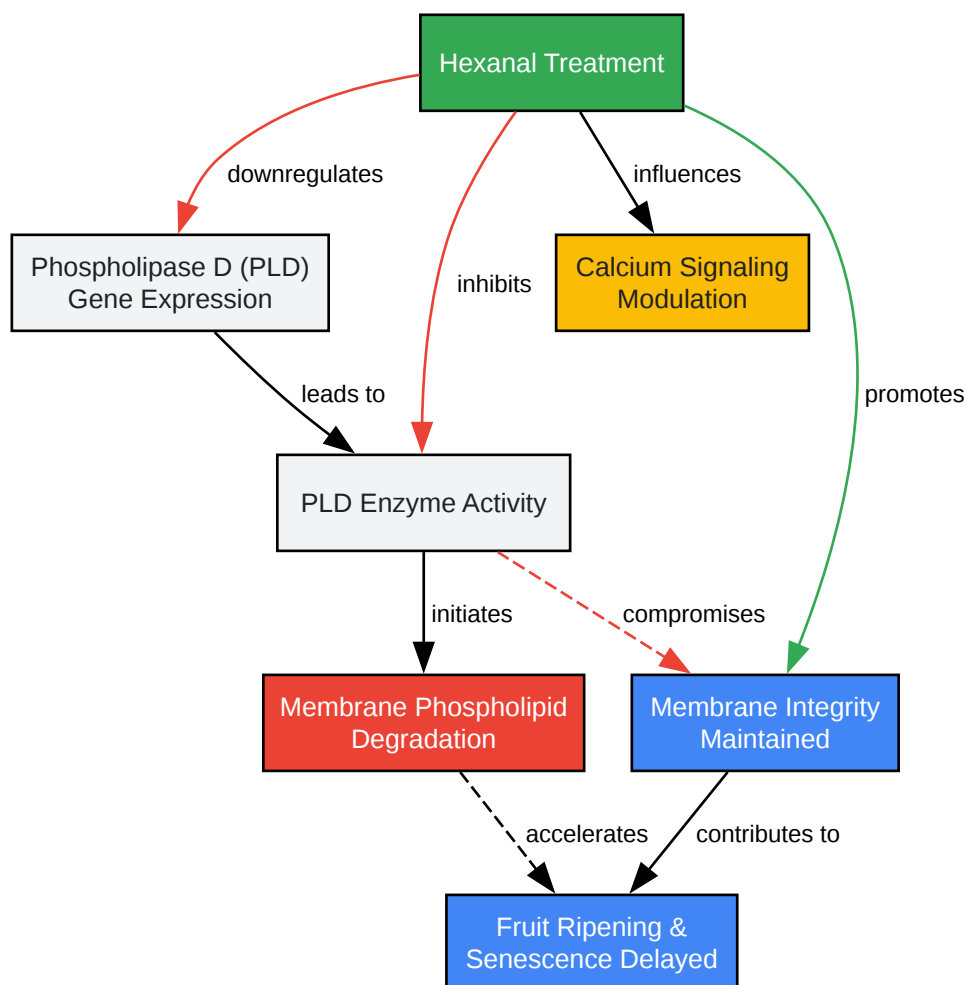 Hexanal Treatment
downregulates
influences
Phospholipase D (PLD)
Gene Expression
inhibits
Calcium Signaling
Modulation
leads to
promotes
PLD Enzyme Activity
initiates
compromises
Membrane Phospholipid
Degradation
Membrane Integrity
Maintained
accelerates
contributes to
Fruit Ripening &
Senescence Delayed